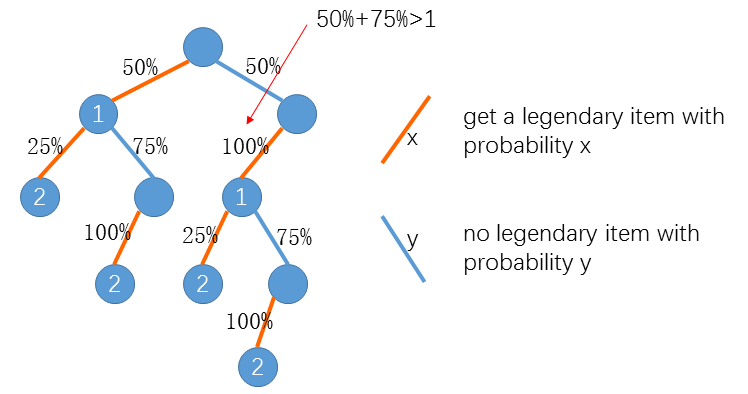 50%+75%>1
50%
50%
1
25%
75%
100%
2
1
100%
25%
75%
2
2
100%
2
x
get a legendary item with
probability x
y
no legendary item with
probability y